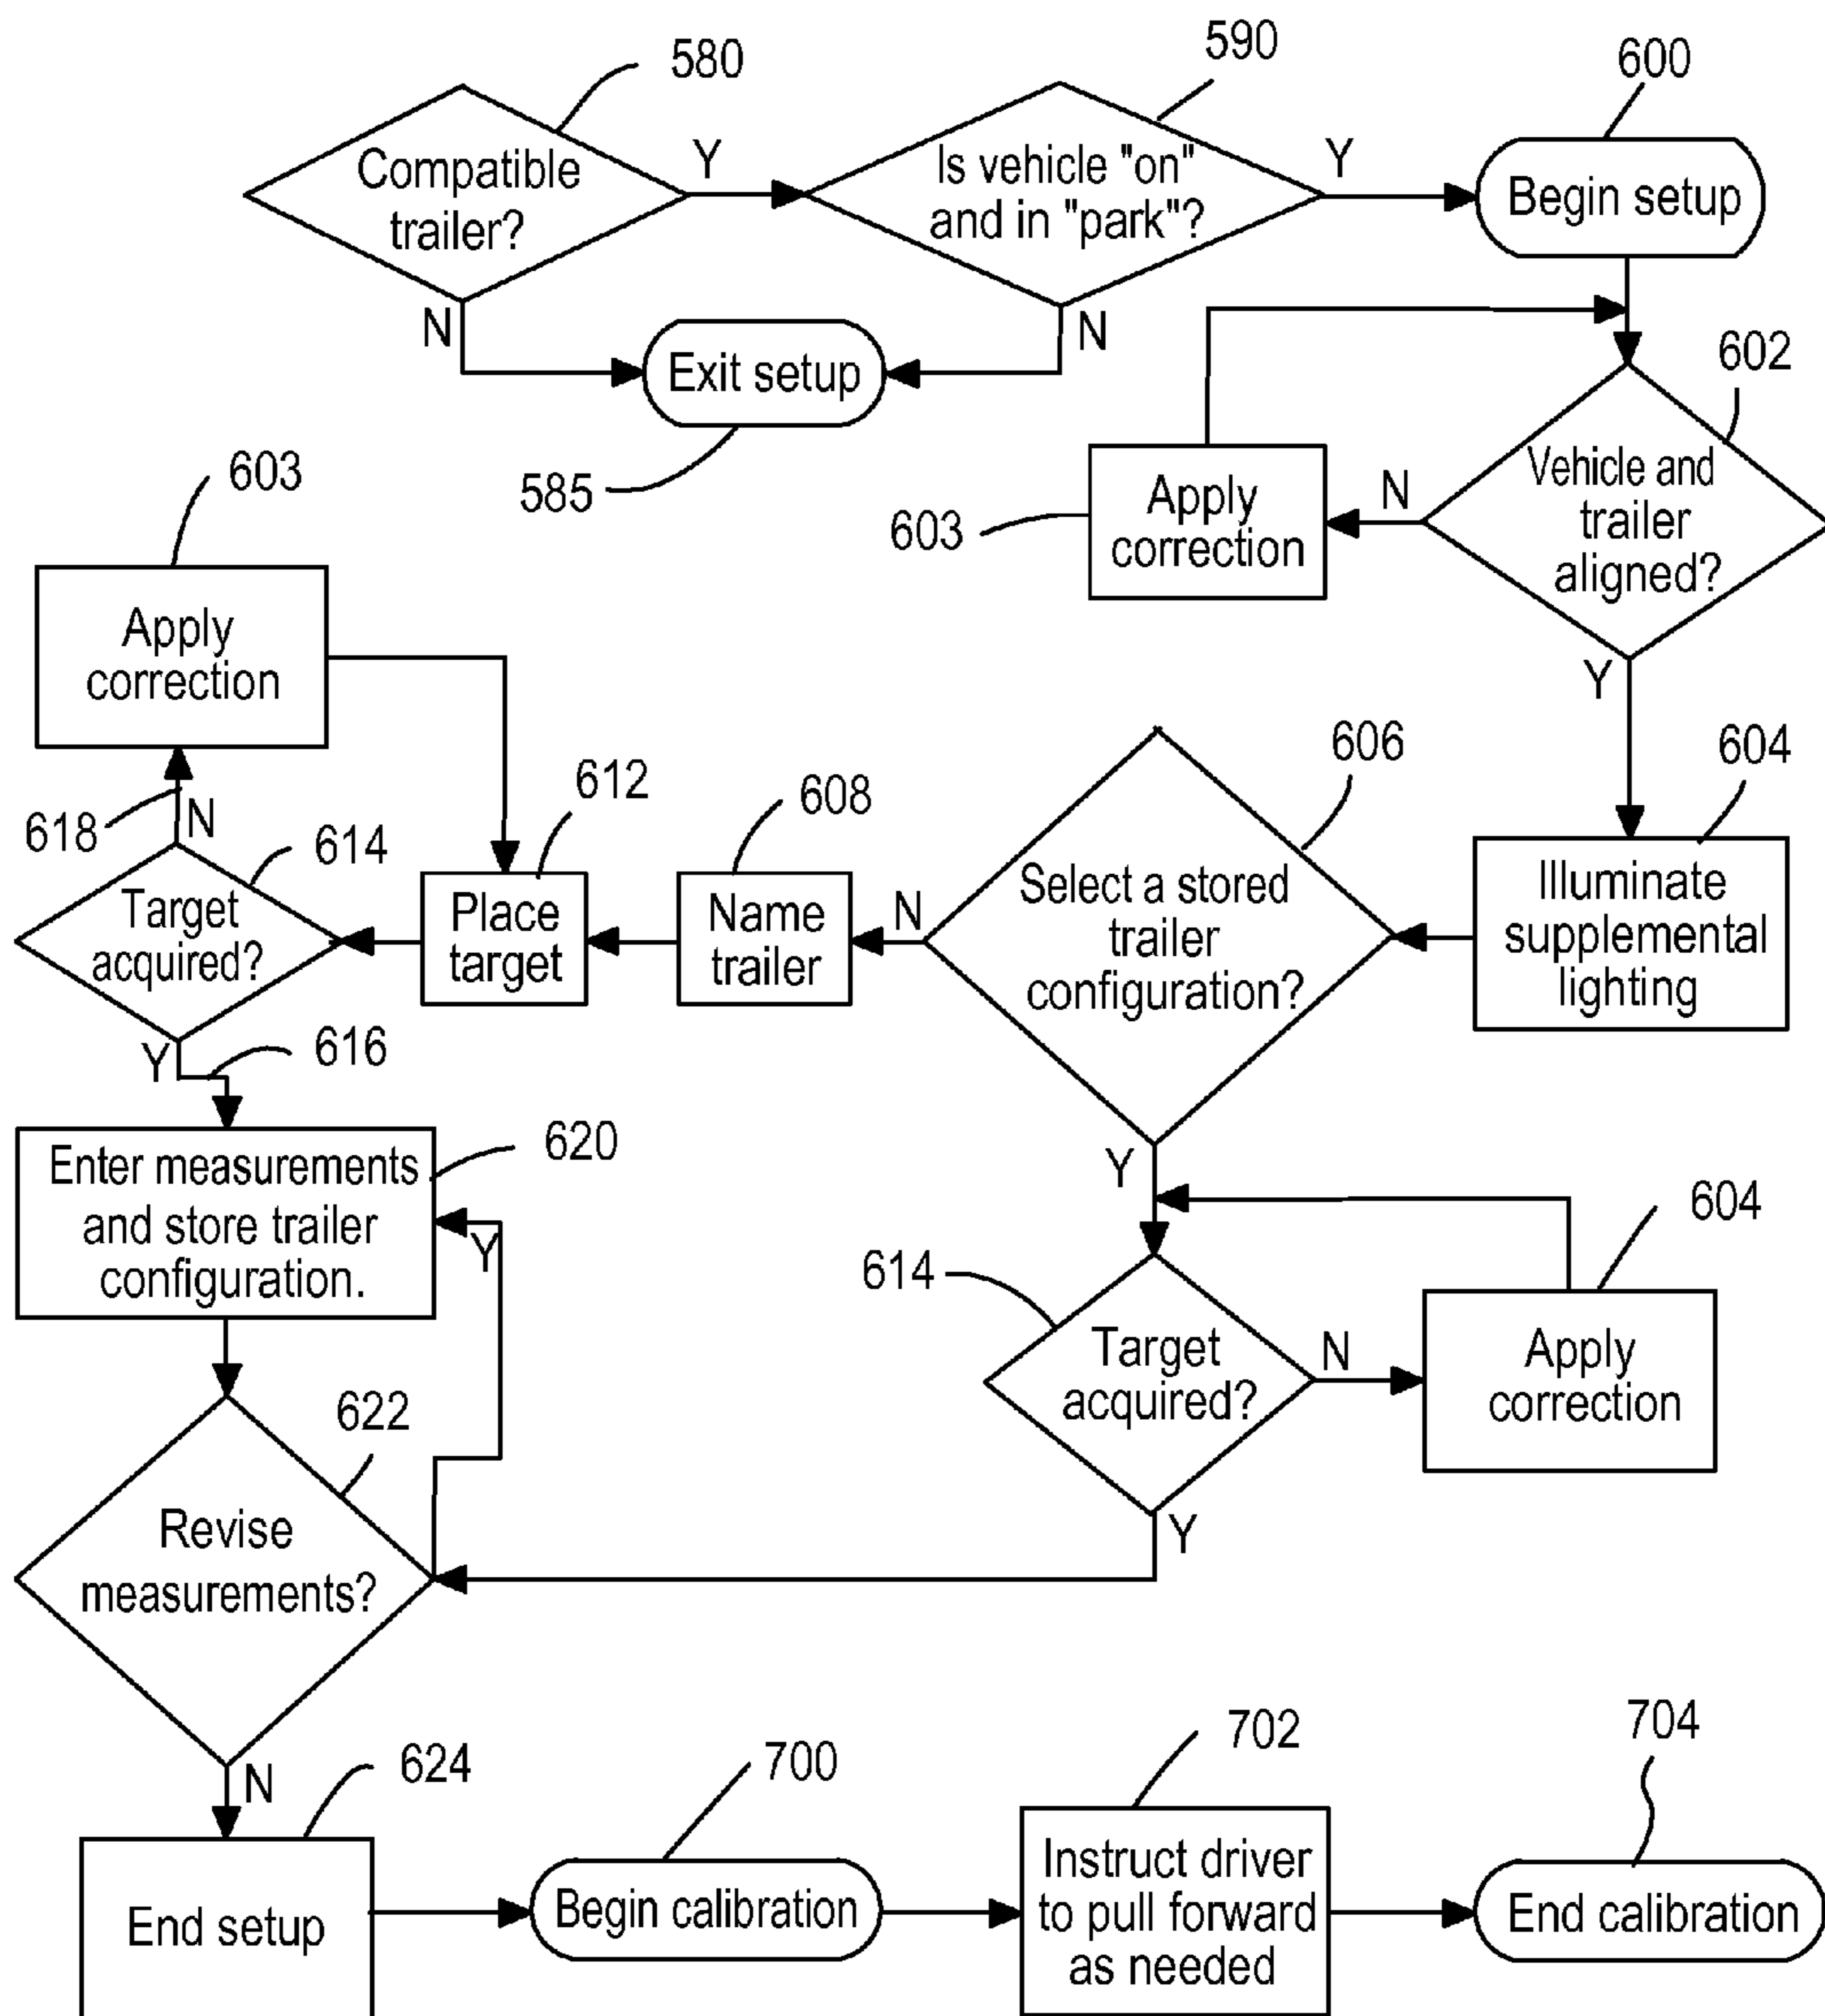 580
590
600
Compatible
trailer?
Y
Is vehicle "on"
and in "park"?
Y
Begin setup
N
Exit setup
N
585
602
Vehicle and
trailer
aligned?
N
Apply
correction
603
Y
603
Apply
correction
618
N
614
Target
acquired?
612
Place
target
608
Name
trailer
N
606
Select a stored
trailer
configuration?
604
Illuminate
supplemental
lighting
Y
616
Enter measurements
and store trailer
configuration.
620
Y
Y
614
Target
acquired?
N
604
Apply
correction
Y
622
Revise
measurements?
N
624
End setup
700
Begin calibration
702
Instruct driver
to pull forward
as needed
704
End calibration